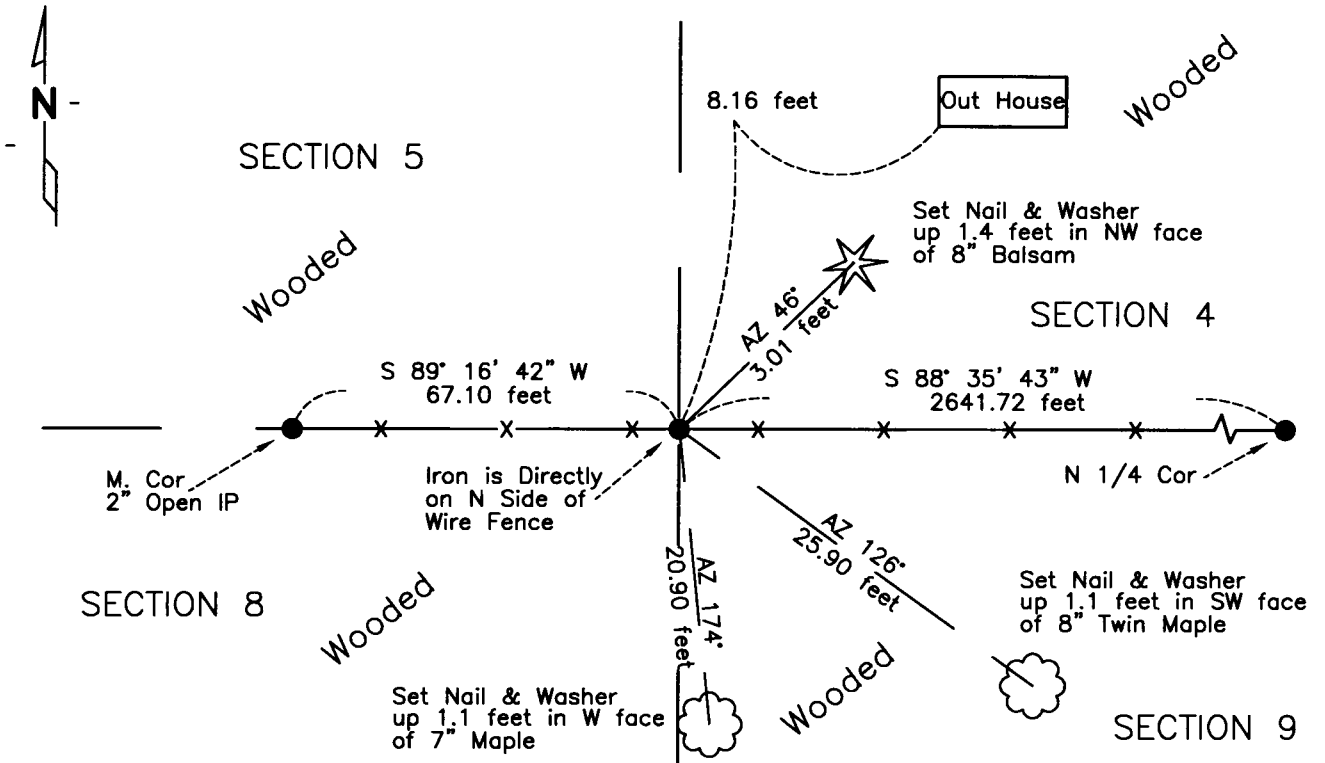 N
SECTION 5
8.16 feet
Out House
Wooded
Set Nail & Washer
up 1.4 feet in NW face
of 8" Balsam
SECTION 4
Wooded
AZ 46°
3.01 feet
S 89° 16' 42" W
67.10 feet
S 88° 35' 43" W
2641.72 feet
M. Cor
2" Open IP
Iron is Directly
on N Side of
Wire Fence
N 1/4 Cor
SECTION 8
Wooded
AZ 174°
20.90 feet
AZ 126°
25.90 feet
Set Nail & Washer
up 1.1 feet in SW face
of 8" Twin Maple
Set Nail & Washer
up 1.1 feet in W face
of 7" Maple
Wooded
SECTION 9